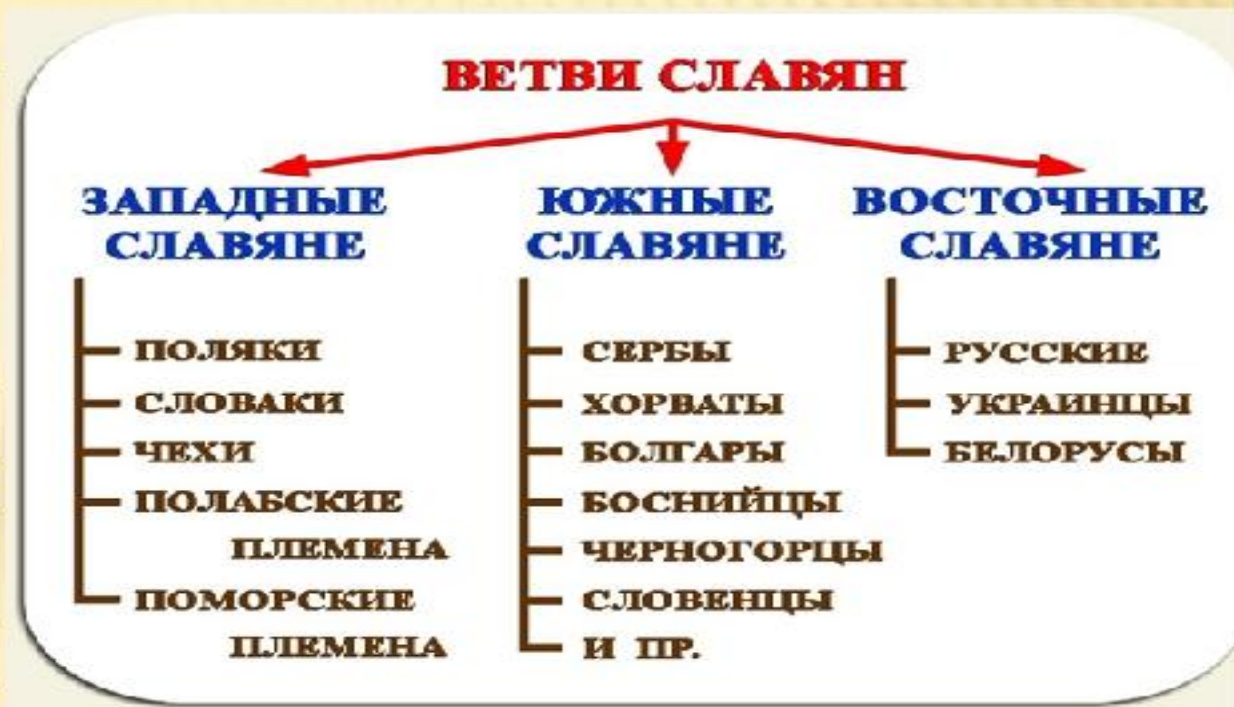 ВЕТВИ СЛАВЯН
ЗАПАДНЫЕ
СЛАВЯНЕ
ПОЛЯКИ
СЛОВАКИ
ЧЕХИ
ПОЛАБСКИЕ
ПЛЕМЕНА
ПОМОРСКИЕ
ПЛЕМЕНА
ЮЖНЫЕ
СЛАВЯНЕ
СЕРБЫ
ХОРВАТЫ
БОЛГАРЫ
БОСНИЙЦЫ
ЧЕРНОГОРЦЫ
СЛОВЕНЦЫ
И ПР.
ВОСТОЧНЫЕ
СЛАВЯНЕ
РУССКИЕ
УКРАИНЦЫ
БЕЛОРУСЫ